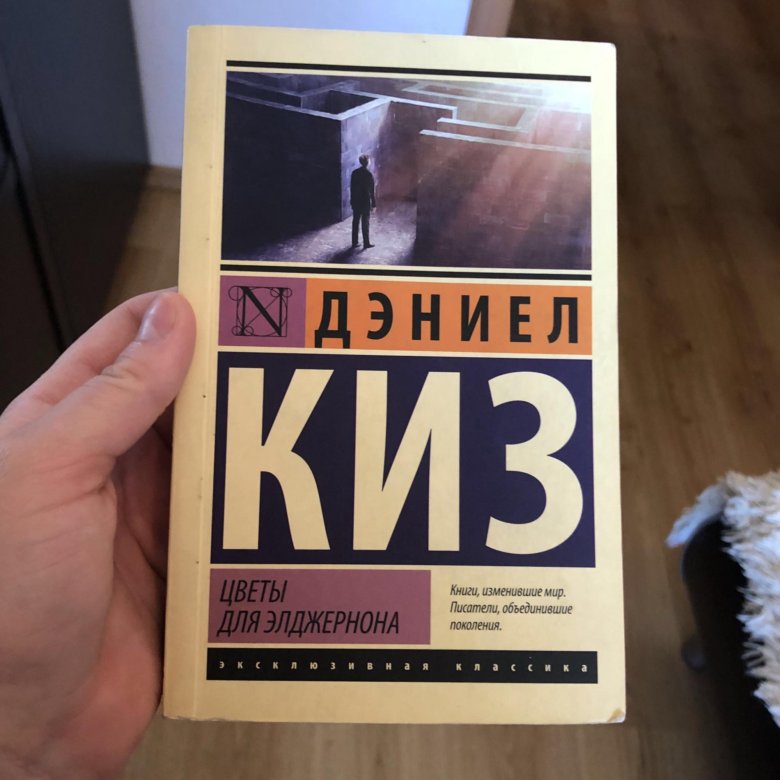 N ДЭНИЕЛ
КИЗ
ЦВЕТЫ
ДЛЯ ЭЛДЖЕРНОНА
Книги, изменившие мир.
Писатели, объединившие
поколения.
эксклюзивная классика